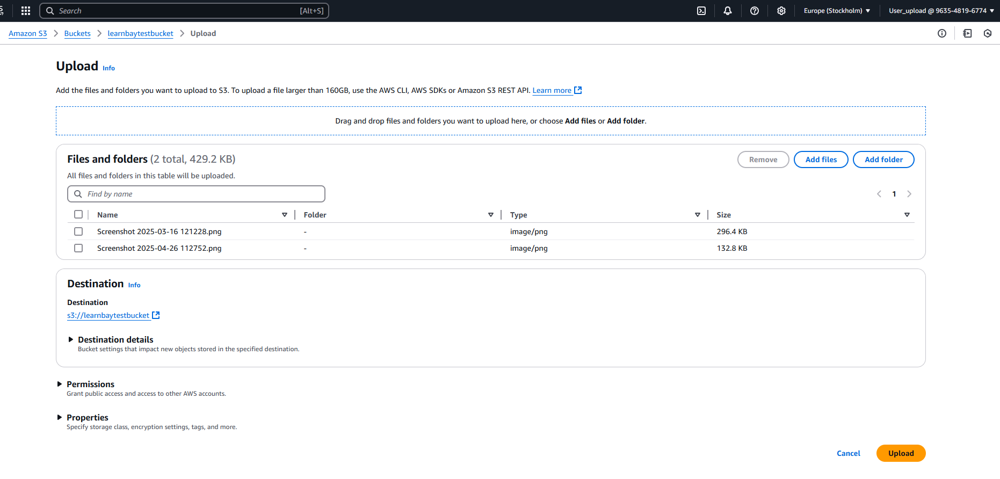 Search [Alt+S] Europe (Stockholm) User_upload @ 9635-4819-6774
Amazon S3 Buckets learnbaytestbucket Upload
Upload Info
Add the files and folders you want to upload to S3. To upload a file larger than 160GB, use the AWS CLI, AWS SDKs or Amazon S3 REST API. Learn more
Drag and drop files and folders you want to upload here, or choose Add files or Add folder.
Files and folders (2 total, 429.2 KB) Remove Add files Add folder
All files and folders in this table will be uploaded.
Find by name 1
Name Folder Type Size
Screenshot 2025-03-16 121228.png - image/png 296.4 KB
Screenshot 2025-04-26 112752.png - image/png 132.8 KB
Destination Info
Destination
s3://learnbaytestbucket
Destination details
Bucket settings that impact new objects stored in the specified destination.
Permissions
Grant public access and access to other AWS accounts.
Properties
Specify storage class, encryption settings, tags, and more.
Cancel Upload